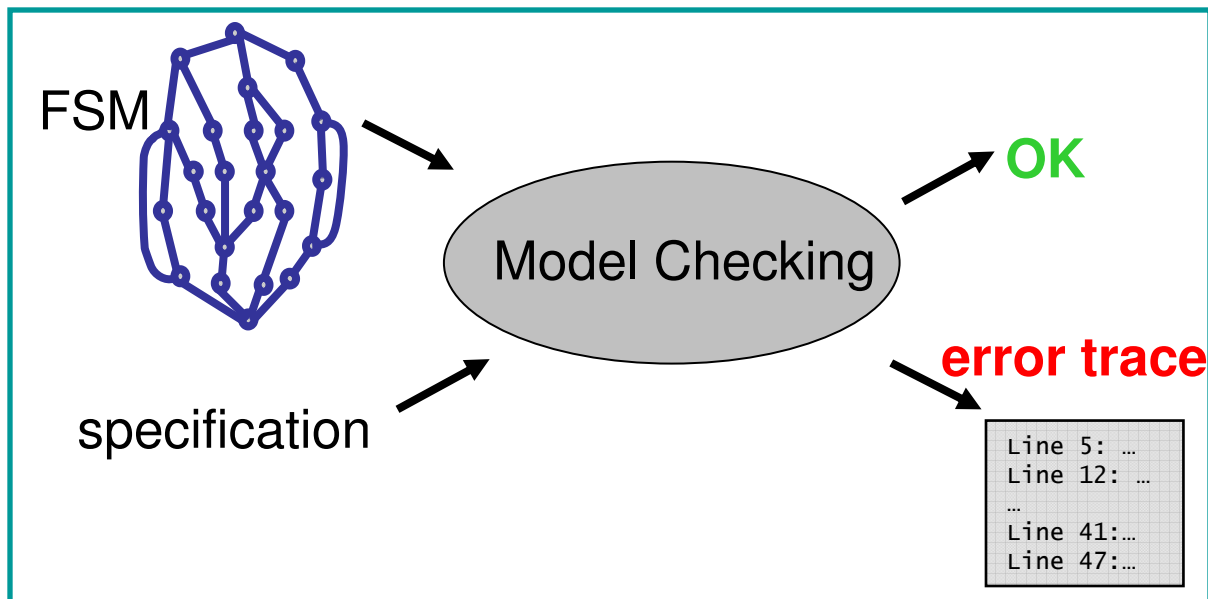 FSM
OK
Model Checking
error trace
specification
Line 5: …
Line 12: …
…
Line 41:…
Line 47:…